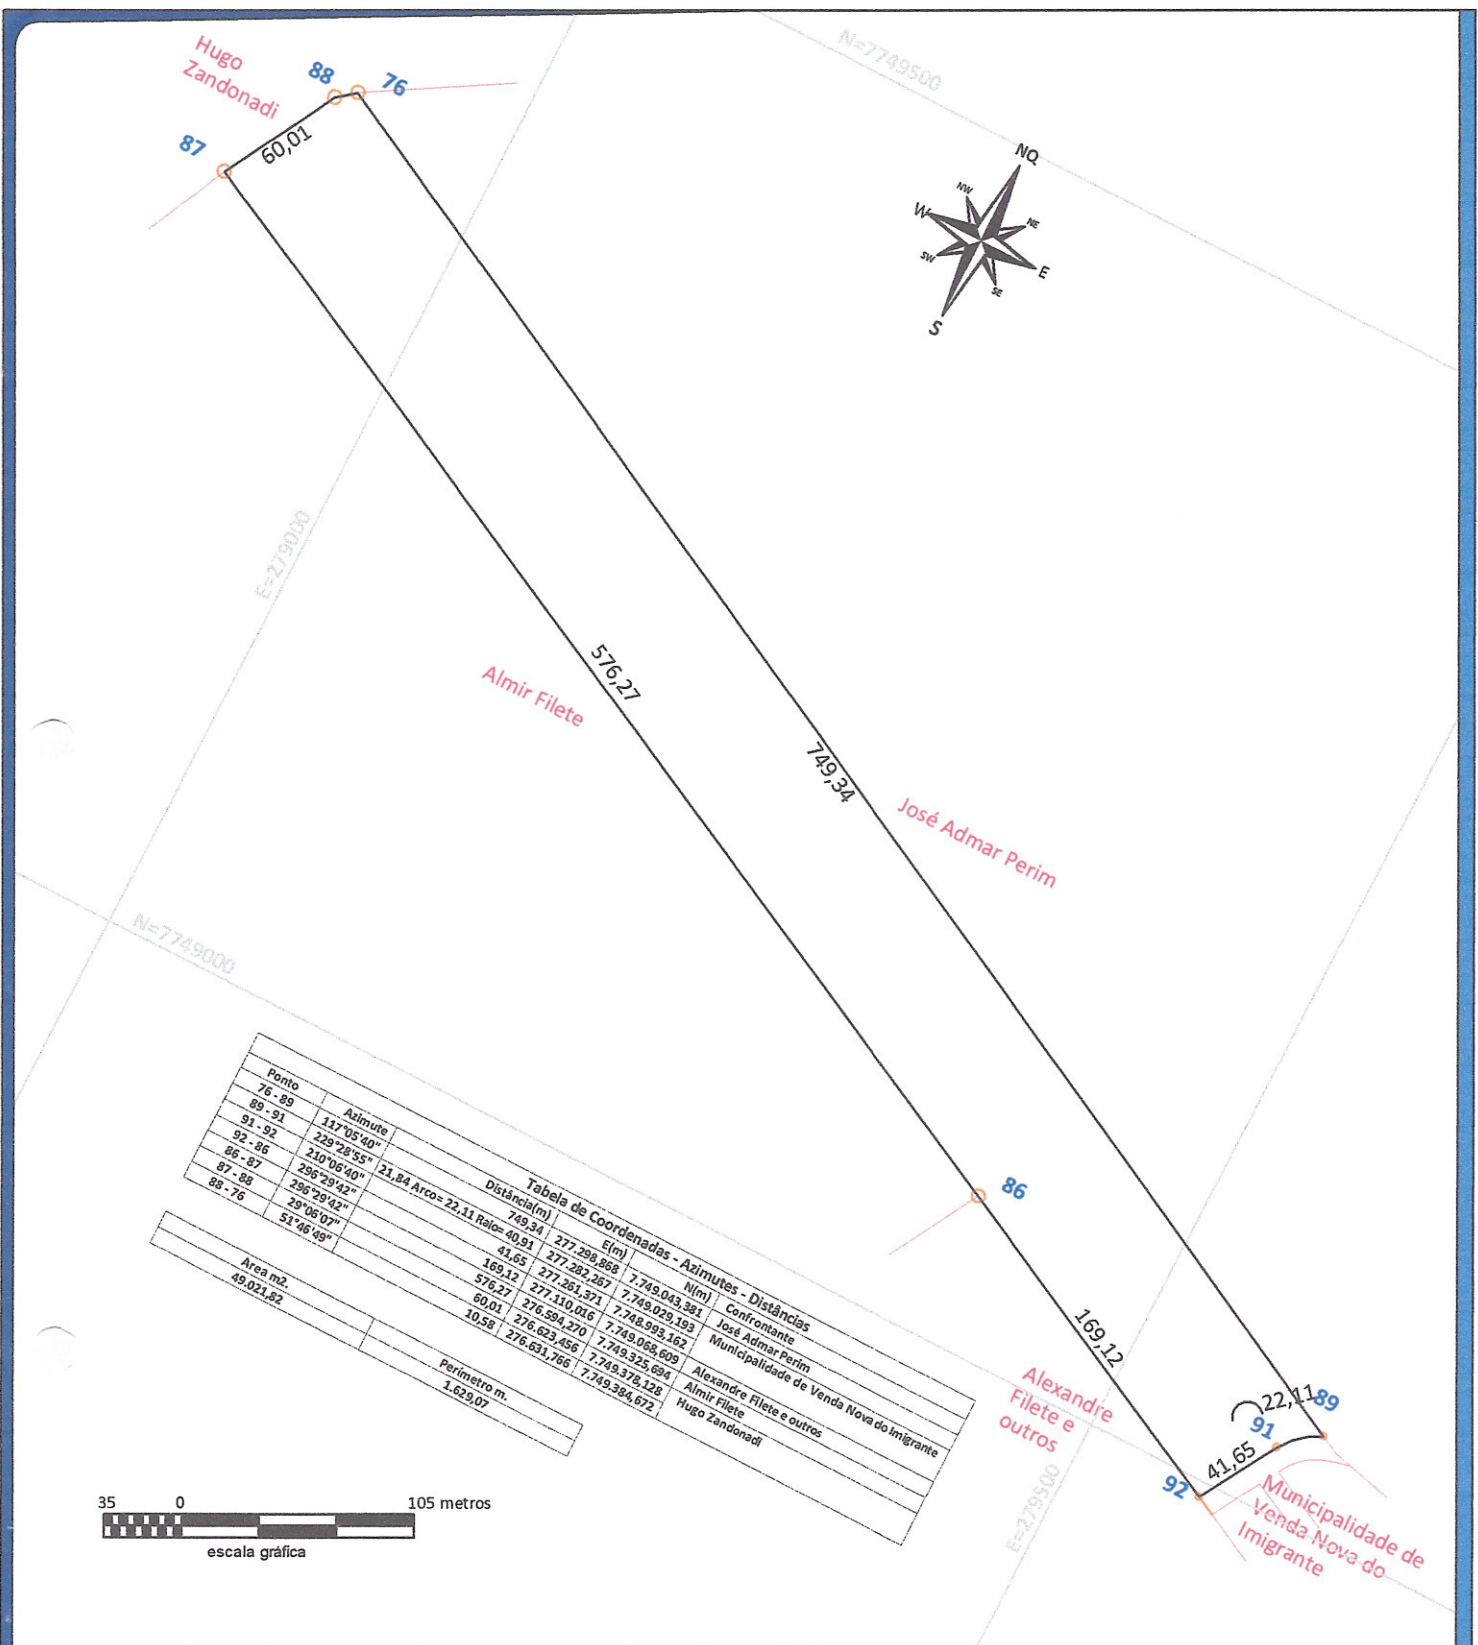 Hugo
Zandonadi
88
76
87
60,01
N=7749500
NQ
NW
NE
W
E
SW
SE
S
E=279000
576,27
Almir Filete
749,34
José Admar Perim
N=7749000
86
169,12
Alexandre
Filete e
outros
22,11
89
91
41,65
92
E=279500
Municipalidade de
Venda Nova do
Imigrante
Tabela de Coordenadas - Azimutes - Distâncias
Ponto Azimute Distância(m) E(m) N(m) Confrontante
76 - 89 117°05'40" 749,34 277.298,868 7.749.043,381 José Admar Perim
89 - 91 229°28'55" 21,84 Arco= 22,11 Raio= 40,91 277.282,267 7.749.029,193 Municipalidade de Venda Nova do Imigrante
91 - 92 210°06'40" 41,65 277.261,371 7.748.993,162
92 - 86 296°29'42" 169,12 277.110,016 7.749.068,609 Alexandre Filete e outros
86 - 87 296°29'42" 576,27 276.594,270 7.749.325,694 Almir Filete
87 - 88 29°06'07" 60,01 276.623,456 7.749.378,128 Hugo Zandonadi
88 - 76 51°46'49" 10,58 276.631,766 7.749.384,672
Area m2. Perímetro m.
49.021,82 1.629,07
35 0 105 metros
escala gráfica